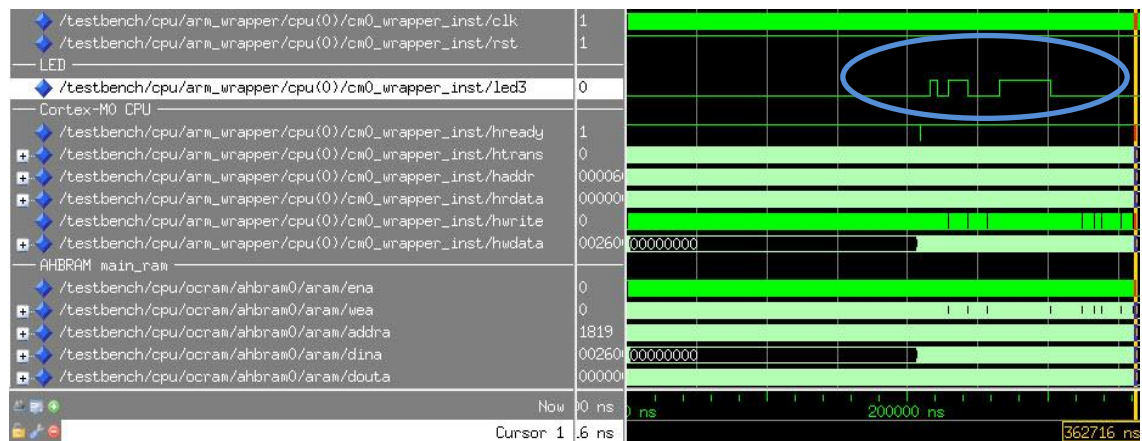 /testbench/cpu/arm_wrapper/cpu(0)/cm0_wrapper_inst/clk 1
/testbench/cpu/arm_wrapper/cpu(0)/cm0_wrapper_inst/rst 1
LED
/testbench/cpu/arm_wrapper/cpu(0)/cm0_wrapper_inst/led3 0
Cortex-M0 CPU
/testbench/cpu/arm_wrapper/cpu(0)/cm0_wrapper_inst/hready 1
/testbench/cpu/arm_wrapper/cpu(0)/cm0_wrapper_inst/htrans 0
/testbench/cpu/arm_wrapper/cpu(0)/cm0_wrapper_inst/haddr 00006
/testbench/cpu/arm_wrapper/cpu(0)/cm0_wrapper_inst/hrdata 00000
/testbench/cpu/arm_wrapper/cpu(0)/cm0_wrapper_inst/hwrite 0
/testbench/cpu/arm_wrapper/cpu(0)/cm0_wrapper_inst/hwdata 00260 00000000
AHBRAM main_ram
/testbench/cpu/ocram/ahbram0/aram/ena 0
/testbench/cpu/ocram/ahbram0/aram/wea 0
/testbench/cpu/ocram/ahbram0/aram/addra 1819
/testbench/cpu/ocram/ahbram0/aram/dina 00260 00000000
/testbench/cpu/ocram/ahbram0/aram/douta 00000
Now 00 ns ns 200000 ns
Cursor 1 .6 ns 362716 ns